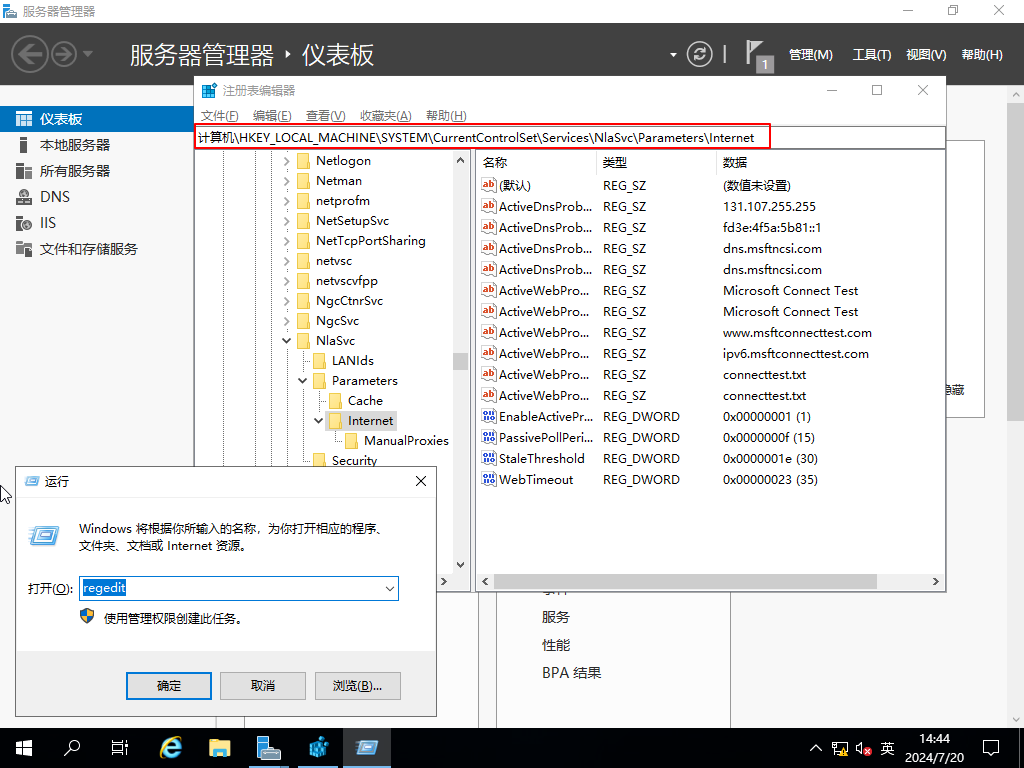 服务器管理器
服务器管理器 ‣ 仪表板
1
管理(M) 工具(T) 视图(V) 帮助(H)
仪表板
本地服务器
所有服务器
DNS
IIS
文件和存储服务
注册表编辑器
文件(F) 编辑(E) 查看(V) 收藏夹(A) 帮助(H)
计算机\HKEY_LOCAL_MACHINE\SYSTEM\CurrentControlSet\Services\NlaSvc\Parameters\Internet
Netlogon
Netman
netprofm
NetSetupSvc
NetTcpPortSharing
netvsc
netvscvfpp
NgcCtnrSvc
NgcSvc
NlaSvc
LANIds
Parameters
Cache
Internet
ManualProxies
Security
名称 类型 数据
(默认) REG_SZ (数值未设置)
ActiveDnsProb... REG_SZ 131.107.255.255
ActiveDnsProb... REG_SZ fd3e:4f5a:5b81::1
ActiveDnsProb... REG_SZ dns.msftncsi.com
ActiveDnsProb... REG_SZ dns.msftncsi.com
ActiveWebPro... REG_SZ Microsoft Connect Test
ActiveWebPro... REG_SZ Microsoft Connect Test
ActiveWebPro... REG_SZ www.msftconnecttest.com
ActiveWebPro... REG_SZ ipv6.msftconnecttest.com
ActiveWebPro... REG_SZ connecttest.txt
ActiveWebPro... REG_SZ connecttest.txt
EnableActivePr... REG_DWORD 0x00000001 (1)
PassivePollPeri... REG_DWORD 0x0000000f (15)
StaleThreshold REG_DWORD 0x0000001e (30)
WebTimeout REG_DWORD 0x00000023 (35)
隐藏
运行
Windows 将根据你所输入的名称，为你打开相应的程序、
文件夹、文档或 Internet 资源。
打开(O): regedit
使用管理权限创建此任务。
确定 取消 浏览(B)...
事件
服务
性能
BPA 结果
英
14:44
2024/7/20